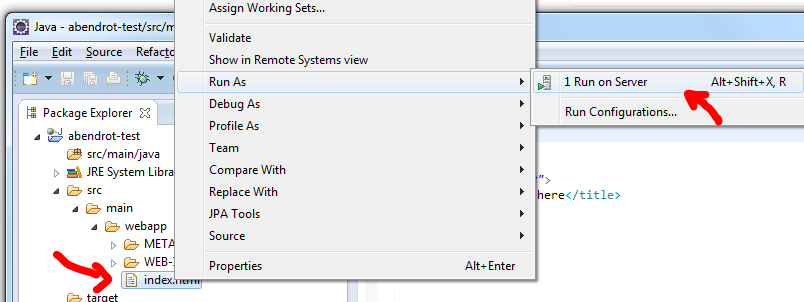 Assign Working Sets...
Java - abendrot-test/src/m
File Edit Source Refacto
Validate
Show in Remote Systems view
Run As
1 Run on Server Alt+Shift+X, R
Debug As
Run Configurations...
Package Explorer
Profile As
abendrot-test
Team
src/main/java
Compare With
JRE System Libra
src
Replace With
here</title>
main
JPA Tools
webapp
Source
META
WEB-I
Properties Alt+Enter
index.html
target